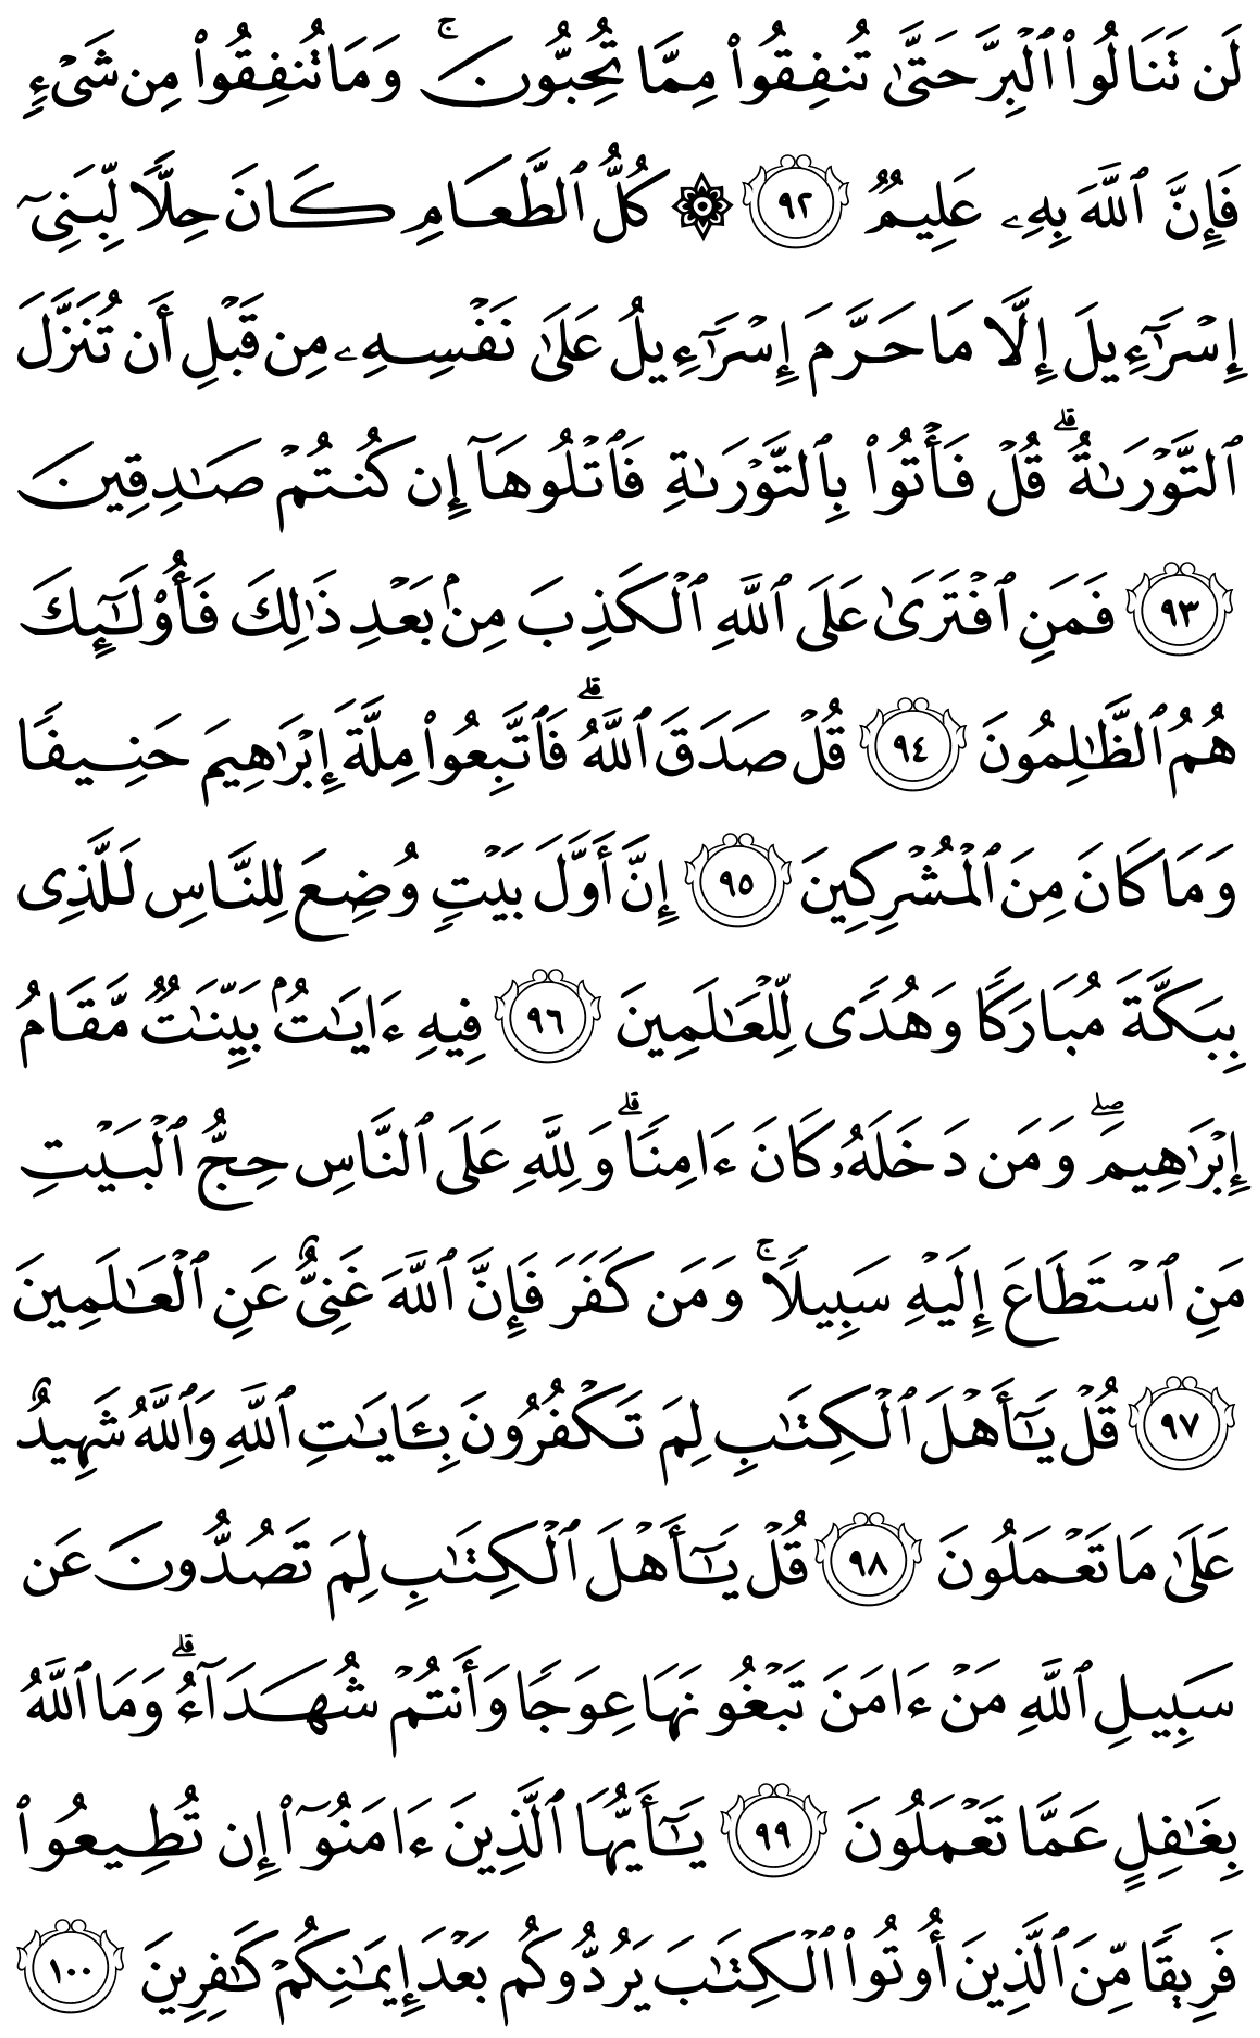 لَن تَنَالُوا۟ ٱلْبِرَّ حَتَّىٰ تُنفِقُوا۟ مِمَّا تُحِبُّونَ ۚ وَمَا تُنفِقُوا۟ مِن شَىْءٍ
فَإِنَّ ٱللَّهَ بِهِۦ عَلِيمٌ ٩٢ ۞ كُلُّ ٱلطَّعَامِ كَانَ حِلًّا لِّبَنِىٓ
إِسْرَٰٓءِيلَ إِلَّا مَا حَرَّمَ إِسْرَٰٓءِيلُ عَلَىٰ نَفْسِهِۦ مِن قَبْلِ أَن تُنَزَّلَ
ٱلتَّوْرَىٰةُ ۗ قُلْ فَأْتُوا۟ بِٱلتَّوْرَىٰةِ فَٱتْلُوهَآ إِن كُنتُمْ صَـٰدِقِينَ
٩٣ فَمَنِ ٱفْتَرَىٰ عَلَى ٱللَّهِ ٱلْكَذِبَ مِنۢ بَعْدِ ذَٰلِكَ فَأُو۟لَـٰٓئِكَ
هُمُ ٱلظَّـٰلِمُونَ ٩٤ قُلْ صَدَقَ ٱللَّهُ ۗ فَٱتَّبِعُوا۟ مِلَّةَ إِبْرَٰهِيمَ حَنِيفًا
وَمَا كَانَ مِنَ ٱلْمُشْرِكِينَ ٩٥ إِنَّ أَوَّلَ بَيْتٍ وُضِعَ لِلنَّاسِ لَلَّذِى
بِبَكَّةَ مُبَارَكًا وَهُدًى لِّلْعَـٰلَمِينَ ٩٦ فِيهِ ءَايَـٰتٌۢ بَيِّنَـٰتٌ مَّقَامُ
إِبْرَٰهِيمَ ۖ وَمَن دَخَلَهُۥ كَانَ ءَامِنًا ۗ وَلِلَّهِ عَلَى ٱلنَّاسِ حِجُّ ٱلْبَيْتِ
مَنِ ٱسْتَطَاعَ إِلَيْهِ سَبِيلًا ۚ وَمَن كَفَرَ فَإِنَّ ٱللَّهَ غَنِىٌّ عَنِ ٱلْعَـٰلَمِينَ
٩٧ قُلْ يَـٰٓأَهْلَ ٱلْكِتَـٰبِ لِمَ تَكْفُرُونَ بِـَٔايَـٰتِ ٱللَّهِ وَٱللَّهُ شَهِيدٌ
عَلَىٰ مَا تَعْمَلُونَ ٩٨ قُلْ يَـٰٓأَهْلَ ٱلْكِتَـٰبِ لِمَ تَصُدُّونَ عَن
سَبِيلِ ٱللَّهِ مَنْ ءَامَنَ تَبْغُونَهَا عِوَجًا وَأَنتُمْ شُهَدَآءُ ۗ وَمَا ٱللَّهُ
بِغَـٰفِلٍ عَمَّا تَعْمَلُونَ ٩٩ يَـٰٓأَيُّهَا ٱلَّذِينَ ءَامَنُوٓا۟ إِن تُطِيعُوا۟
فَرِيقًا مِّنَ ٱلَّذِينَ أُوتُوا۟ ٱلْكِتَـٰبَ يَرُدُّوكُم بَعْدَ إِيمَـٰنِكُمْ كَـٰفِرِينَ ١٠٠